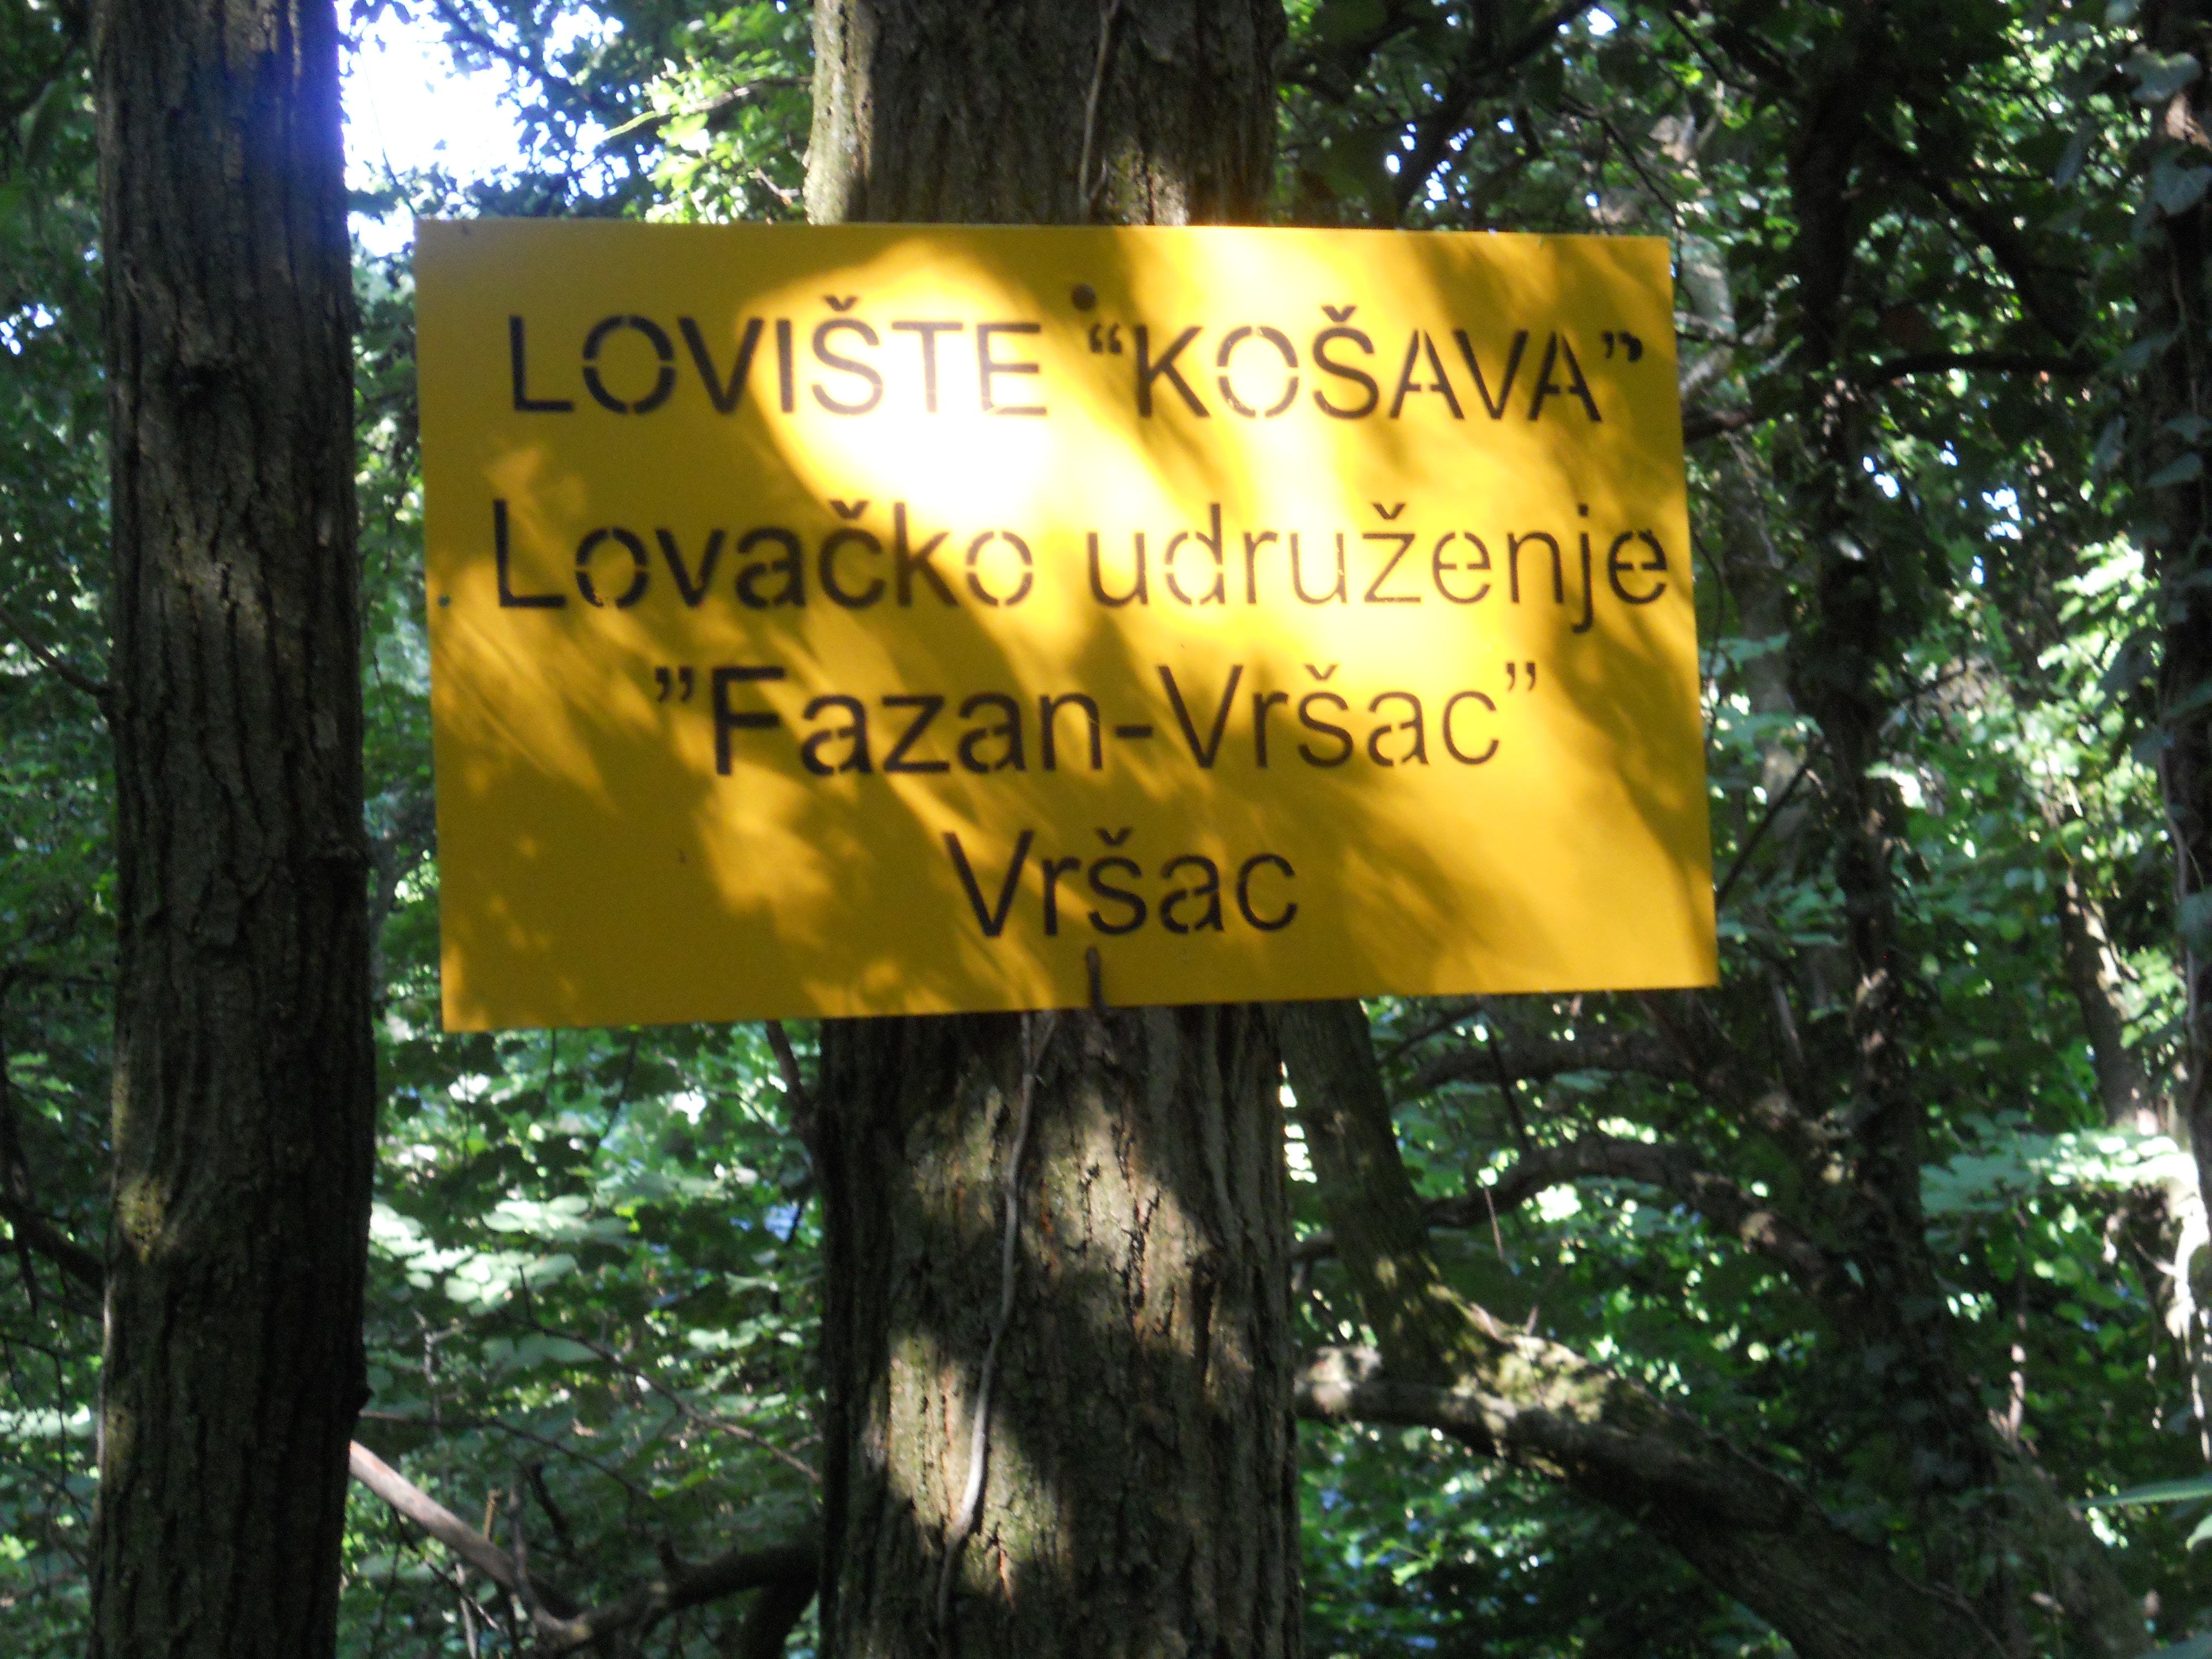 LOVIŠTE “KOŠAVA”
Lovačko udruženje
”Fazan-Vršac”
Vršac